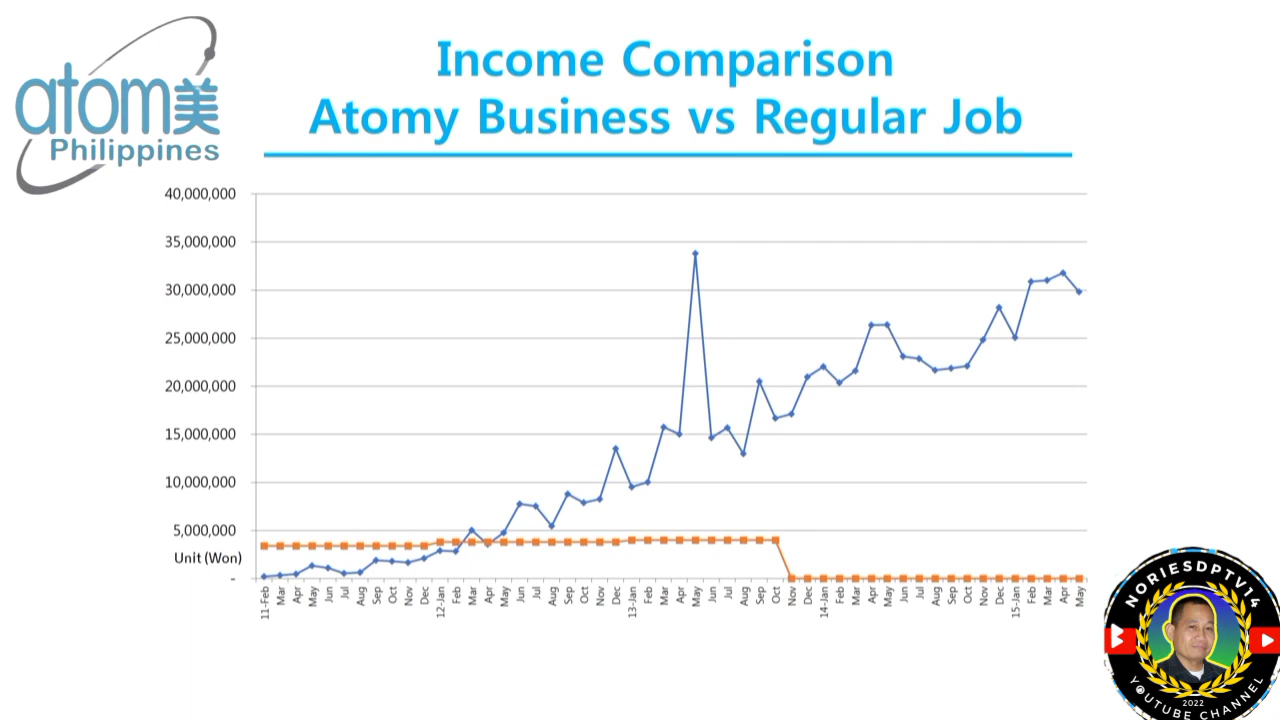 atom美
Philippines
Income Comparison
Atomy Business vs Regular Job
40,000,000
35,000,000
30,000,000
25,000,000
20,000,000
15,000,000
10,000,000
5,000,000
Unit (Won)
-
11-Feb Mar Apr May Jun Jul Aug Sep Oct Nov Dec 12-Jan Feb Mar Apr May Jun Jul Aug Sep Oct Nov Dec 13-Jan Feb Mar Apr May Jun Jul Aug Sep Oct Nov Dec 14-Jan Feb Mar Apr May Jun Jul Aug Sep Oct Nov Dec 15-Jan Feb Mar Apr May
NORIESDPTV14
2022
YOUTUBE CHANNEL